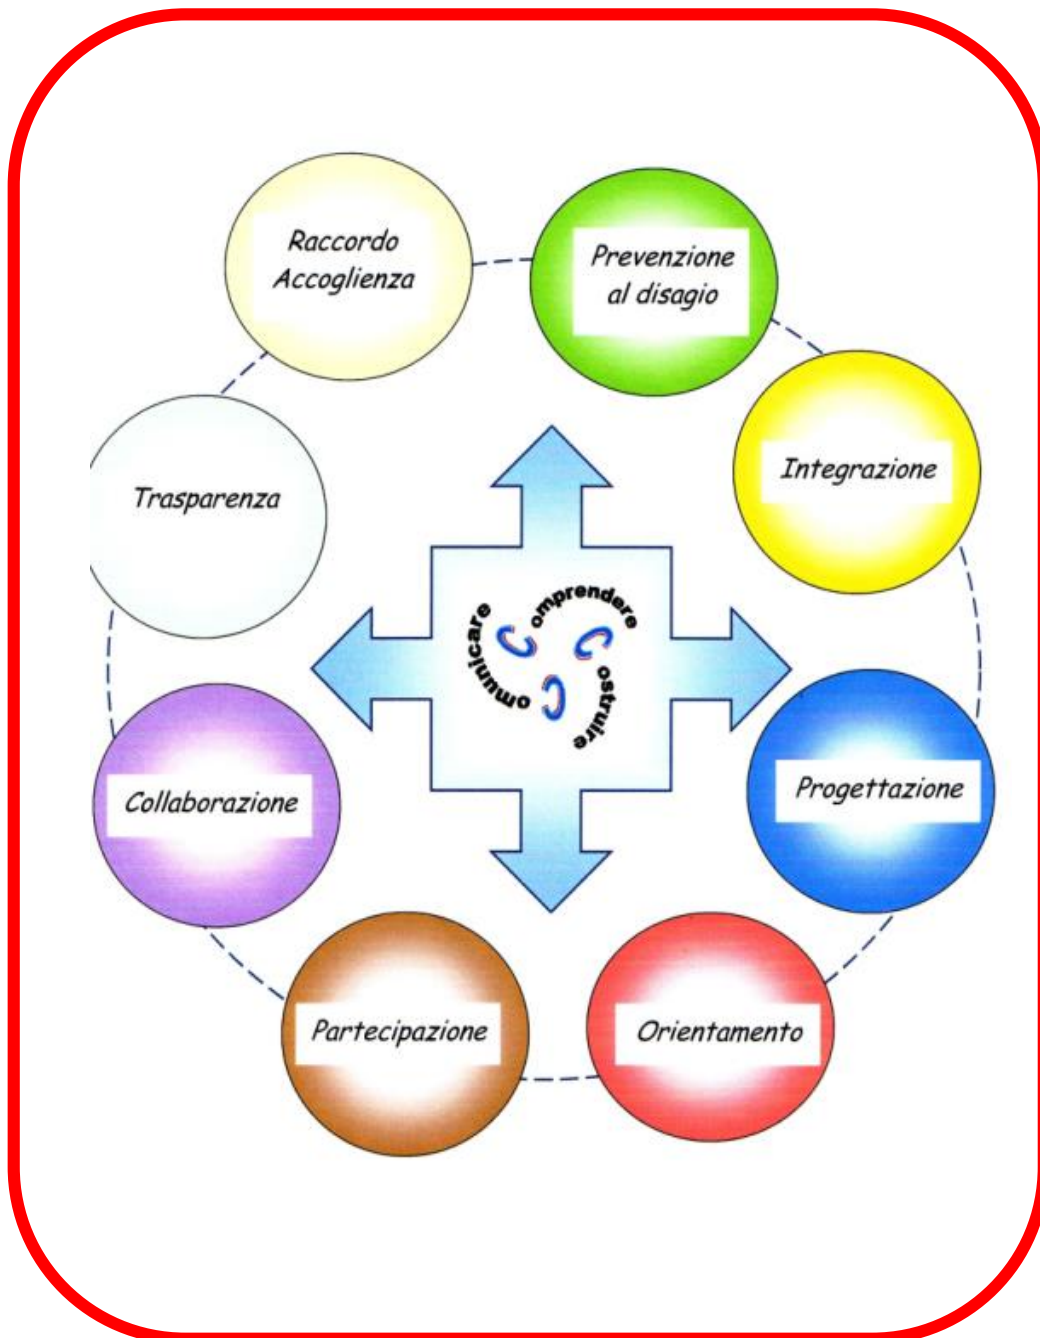 Raccordo
Accoglienza
Prevenzione
al disagio
Integrazione
Trasparenza
Comunicare
Comprendere
Costruire
Progettazione
Collaborazione
Partecipazione
Orientamento